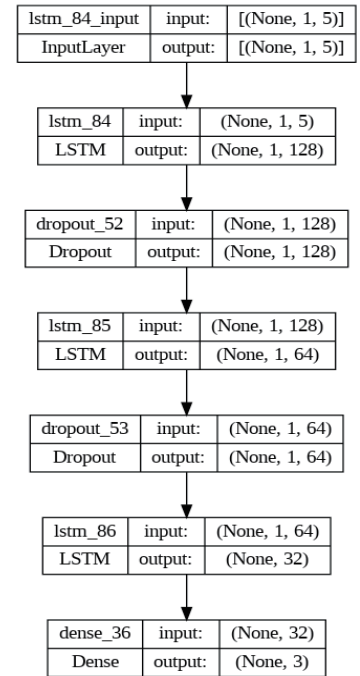 lstm_84_input input: [(None, 1, 5)]
InputLayer output: [(None, 1, 5)]
lstm_84 input: (None, 1, 5)
LSTM output: (None, 1, 128)
dropout_52 input: (None, 1, 128)
Dropout output: (None, 1, 128)
lstm_85 input: (None, 1, 128)
LSTM output: (None, 1, 64)
dropout_53 input: (None, 1, 64)
Dropout output: (None, 1, 64)
lstm_86 input: (None, 1, 64)
LSTM output: (None, 32)
dense_36 input: (None, 32)
Dense output: (None, 3)